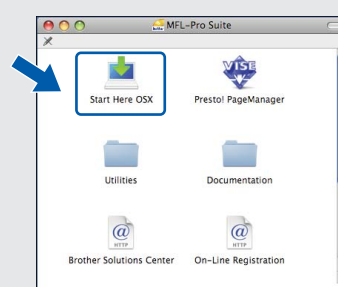 MFL-Pro Suite
VISE
Start Here OSX
Presto! PageManager
Utilities
Documentation
@
HTTP
@
HTTP
Brother Solutions Center
On-Line Registration